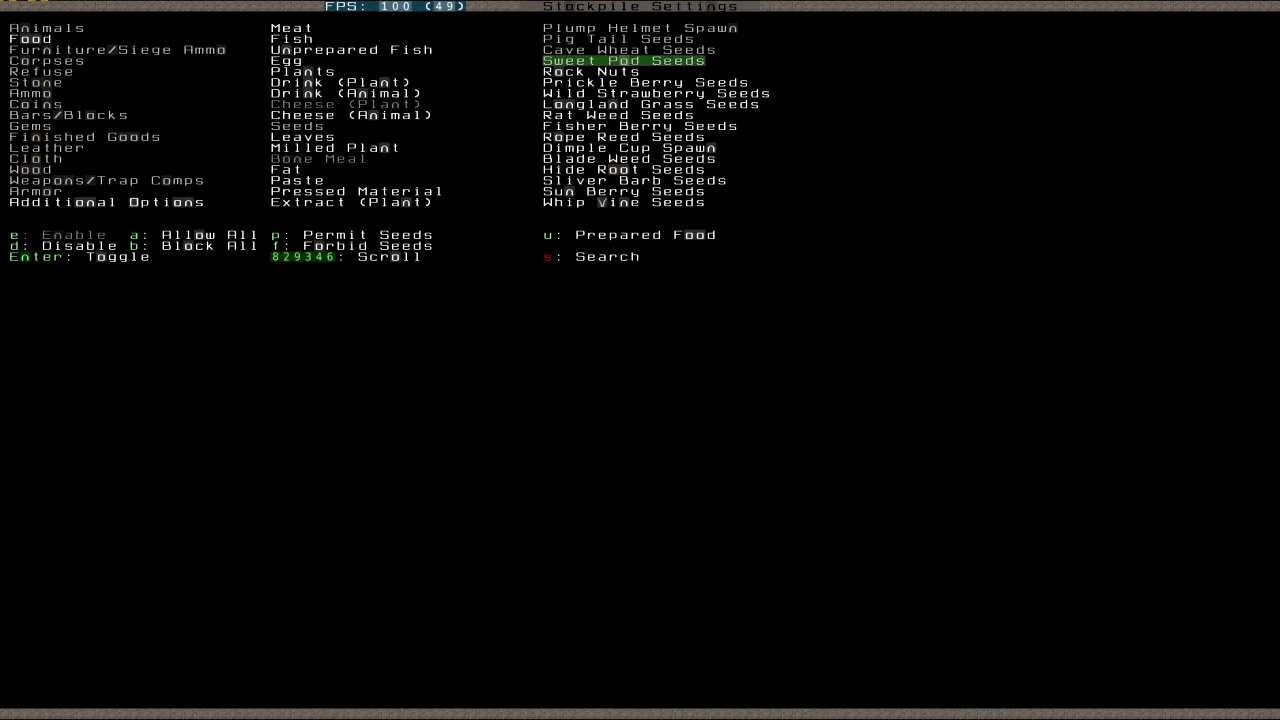 FPS: 100 (49) Stockpile Settings
Animals Meat Plump Helmet Spawn
Food Fish Pig Tail Seeds
Furniture/Siege Ammo Unprepared Fish Cave Wheat Seeds
Corpses Egg Sweet Pod Seeds
Refuse Plants Rock Nuts
Stone Drink (Plant) Prickle Berry Seeds
Ammo Drink (Animal) Wild Strawberry Seeds
Coins Cheese (Plant) Longland Grass Seeds
Bars/Blocks Cheese (Animal) Rat Weed Seeds
Gems Seeds Fisher Berry Seeds
Finished Goods Leaves Rope Reed Seeds
Leather Milled Plant Dimple Cup Spawn
Cloth Bone Meal Blade Weed Seeds
Wood Fat Hide Root Seeds
Weapons/Trap Comps Paste Sliver Barb Seeds
Armor Pressed Material Sun Berry Seeds
Additional Options Extract (Plant) Whip Vine Seeds
e: Enable a: Allow All p: Permit Seeds u: Prepared Food
d: Disable b: Block All f: Forbid Seeds
Enter: Toggle 829346: Scroll s: Search